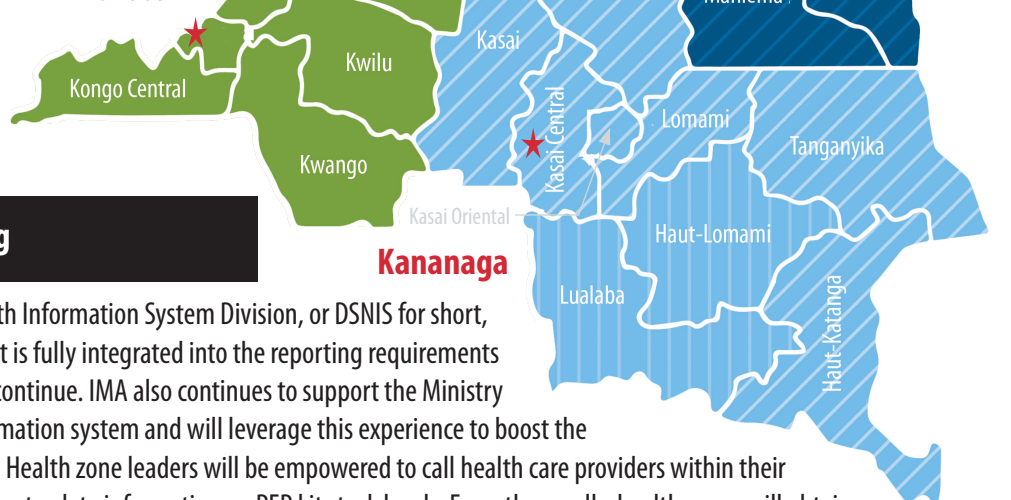 Maniema
Kasai
Kwilu
Kongo Central
Kasai Central
Lomami
Tanganyika
Kwango
Kasai Oriental
Haut-Lomami
g
Kananaga
Lualaba
Haut-Katanga
th Information System Division, or DSNIS for short,
t is fully integrated into the reporting requirements
continue. IMA also continues to support the Ministry
mation system and will leverage this experience to boost the
Health zone leaders will be empowered to call health care providers within their